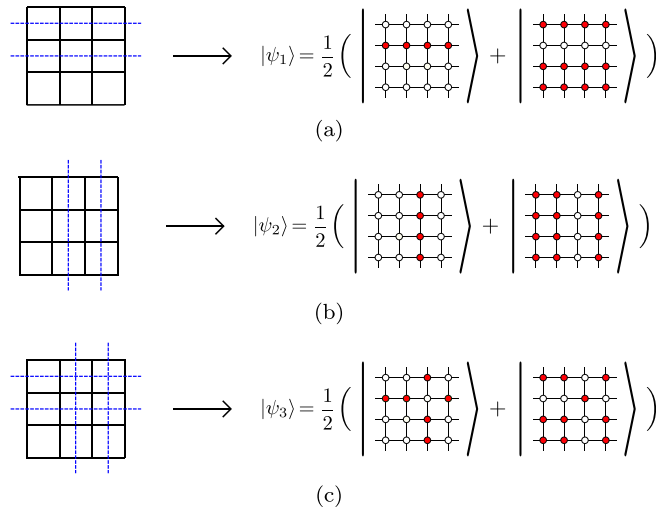 |ψ₁⟩ = 1/2 ( | ⟩ + | ⟩ )
(a)
|ψ₂⟩ = 1/2 ( | ⟩ + | ⟩ )
(b)
|ψ₃⟩ = 1/2 ( | ⟩ + | ⟩ )
(c)